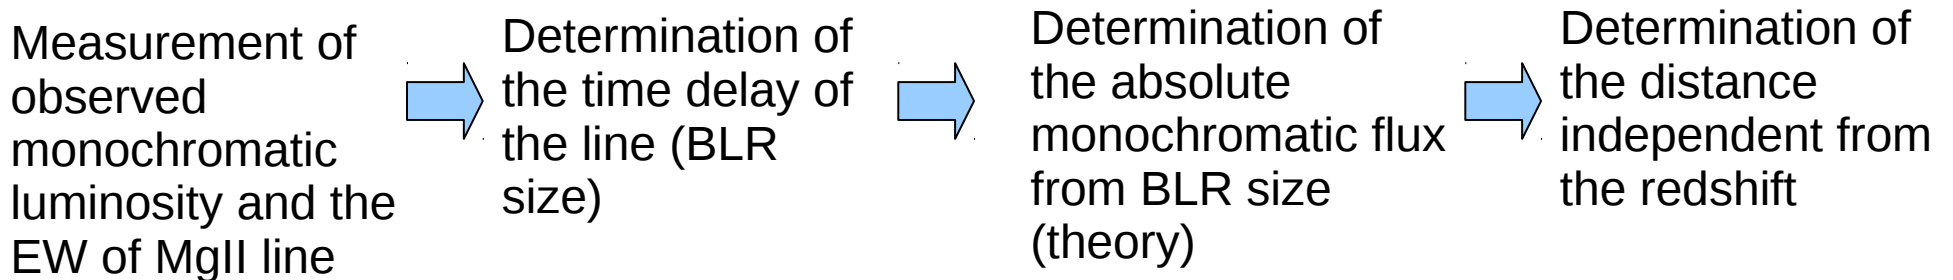 Measurement of
observed
monochromatic
luminosity and the
EW of MgII line
Determination of
the time delay of
the line (BLR
size)
Determination of
the absolute
monochromatic flux
from BLR size
(theory)
Determination of
the distance
independent from
the redshift